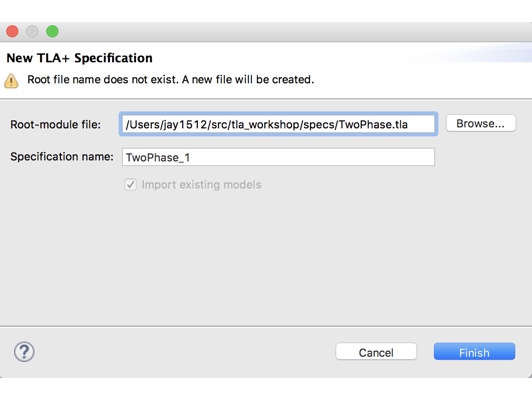 New TLA+ Specification
Root file name does not exist. A new file will be created.
Root-module file: /Users/jay1512/src/tla_workshop/specs/TwoPhase.tla Browse...
Specification name: TwoPhase_1
Import existing models
?
Cancel Finish